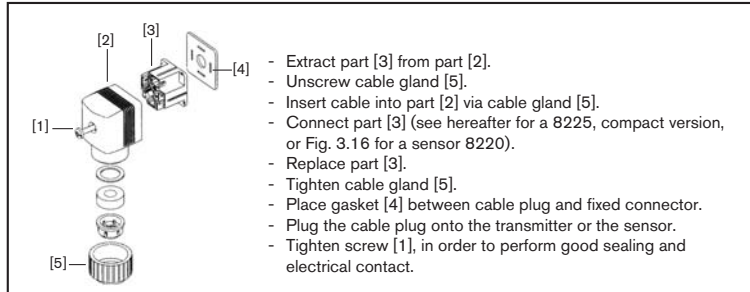 [3]
[2]
[4]
[1]
[5]
- Extract part [3] from part [2].
- Unscrew cable gland [5].
- Insert cable into part [2] via cable gland [5].
- Connect part [3] (see hereafter for a 8225, compact version,
or Fig. 3.16 for a sensor 8220).
- Replace part [3].
- Tighten cable gland [5].
- Place gasket [4] between cable plug and fixed connector.
- Plug the cable plug onto the transmitter or the sensor.
- Tighten screw [1], in order to perform good sealing and
electrical contact.